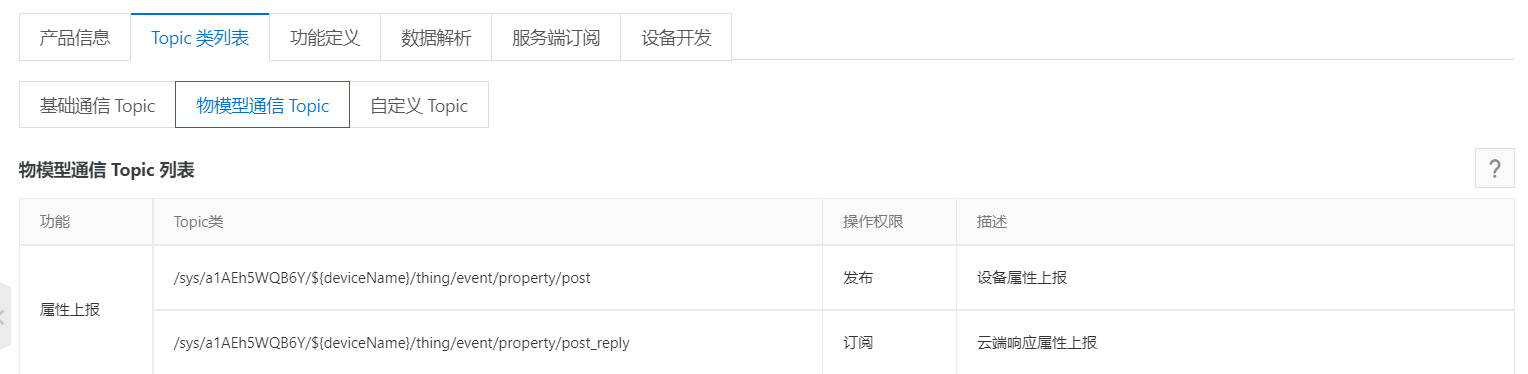 产品信息 Topic 类列表 功能定义 数据解析 服务端订阅 设备开发
基础通信 Topic 物模型通信 Topic 自定义 Topic
物模型通信 Topic 列表 ?
功能 Topic类 操作权限 描述
/sys/a1AEh5WQB6Y/${deviceName}/thing/event/property/post 发布 设备属性上报
属性上报
/sys/a1AEh5WQB6Y/${deviceName}/thing/event/property/post_reply 订阅 云端响应属性上报